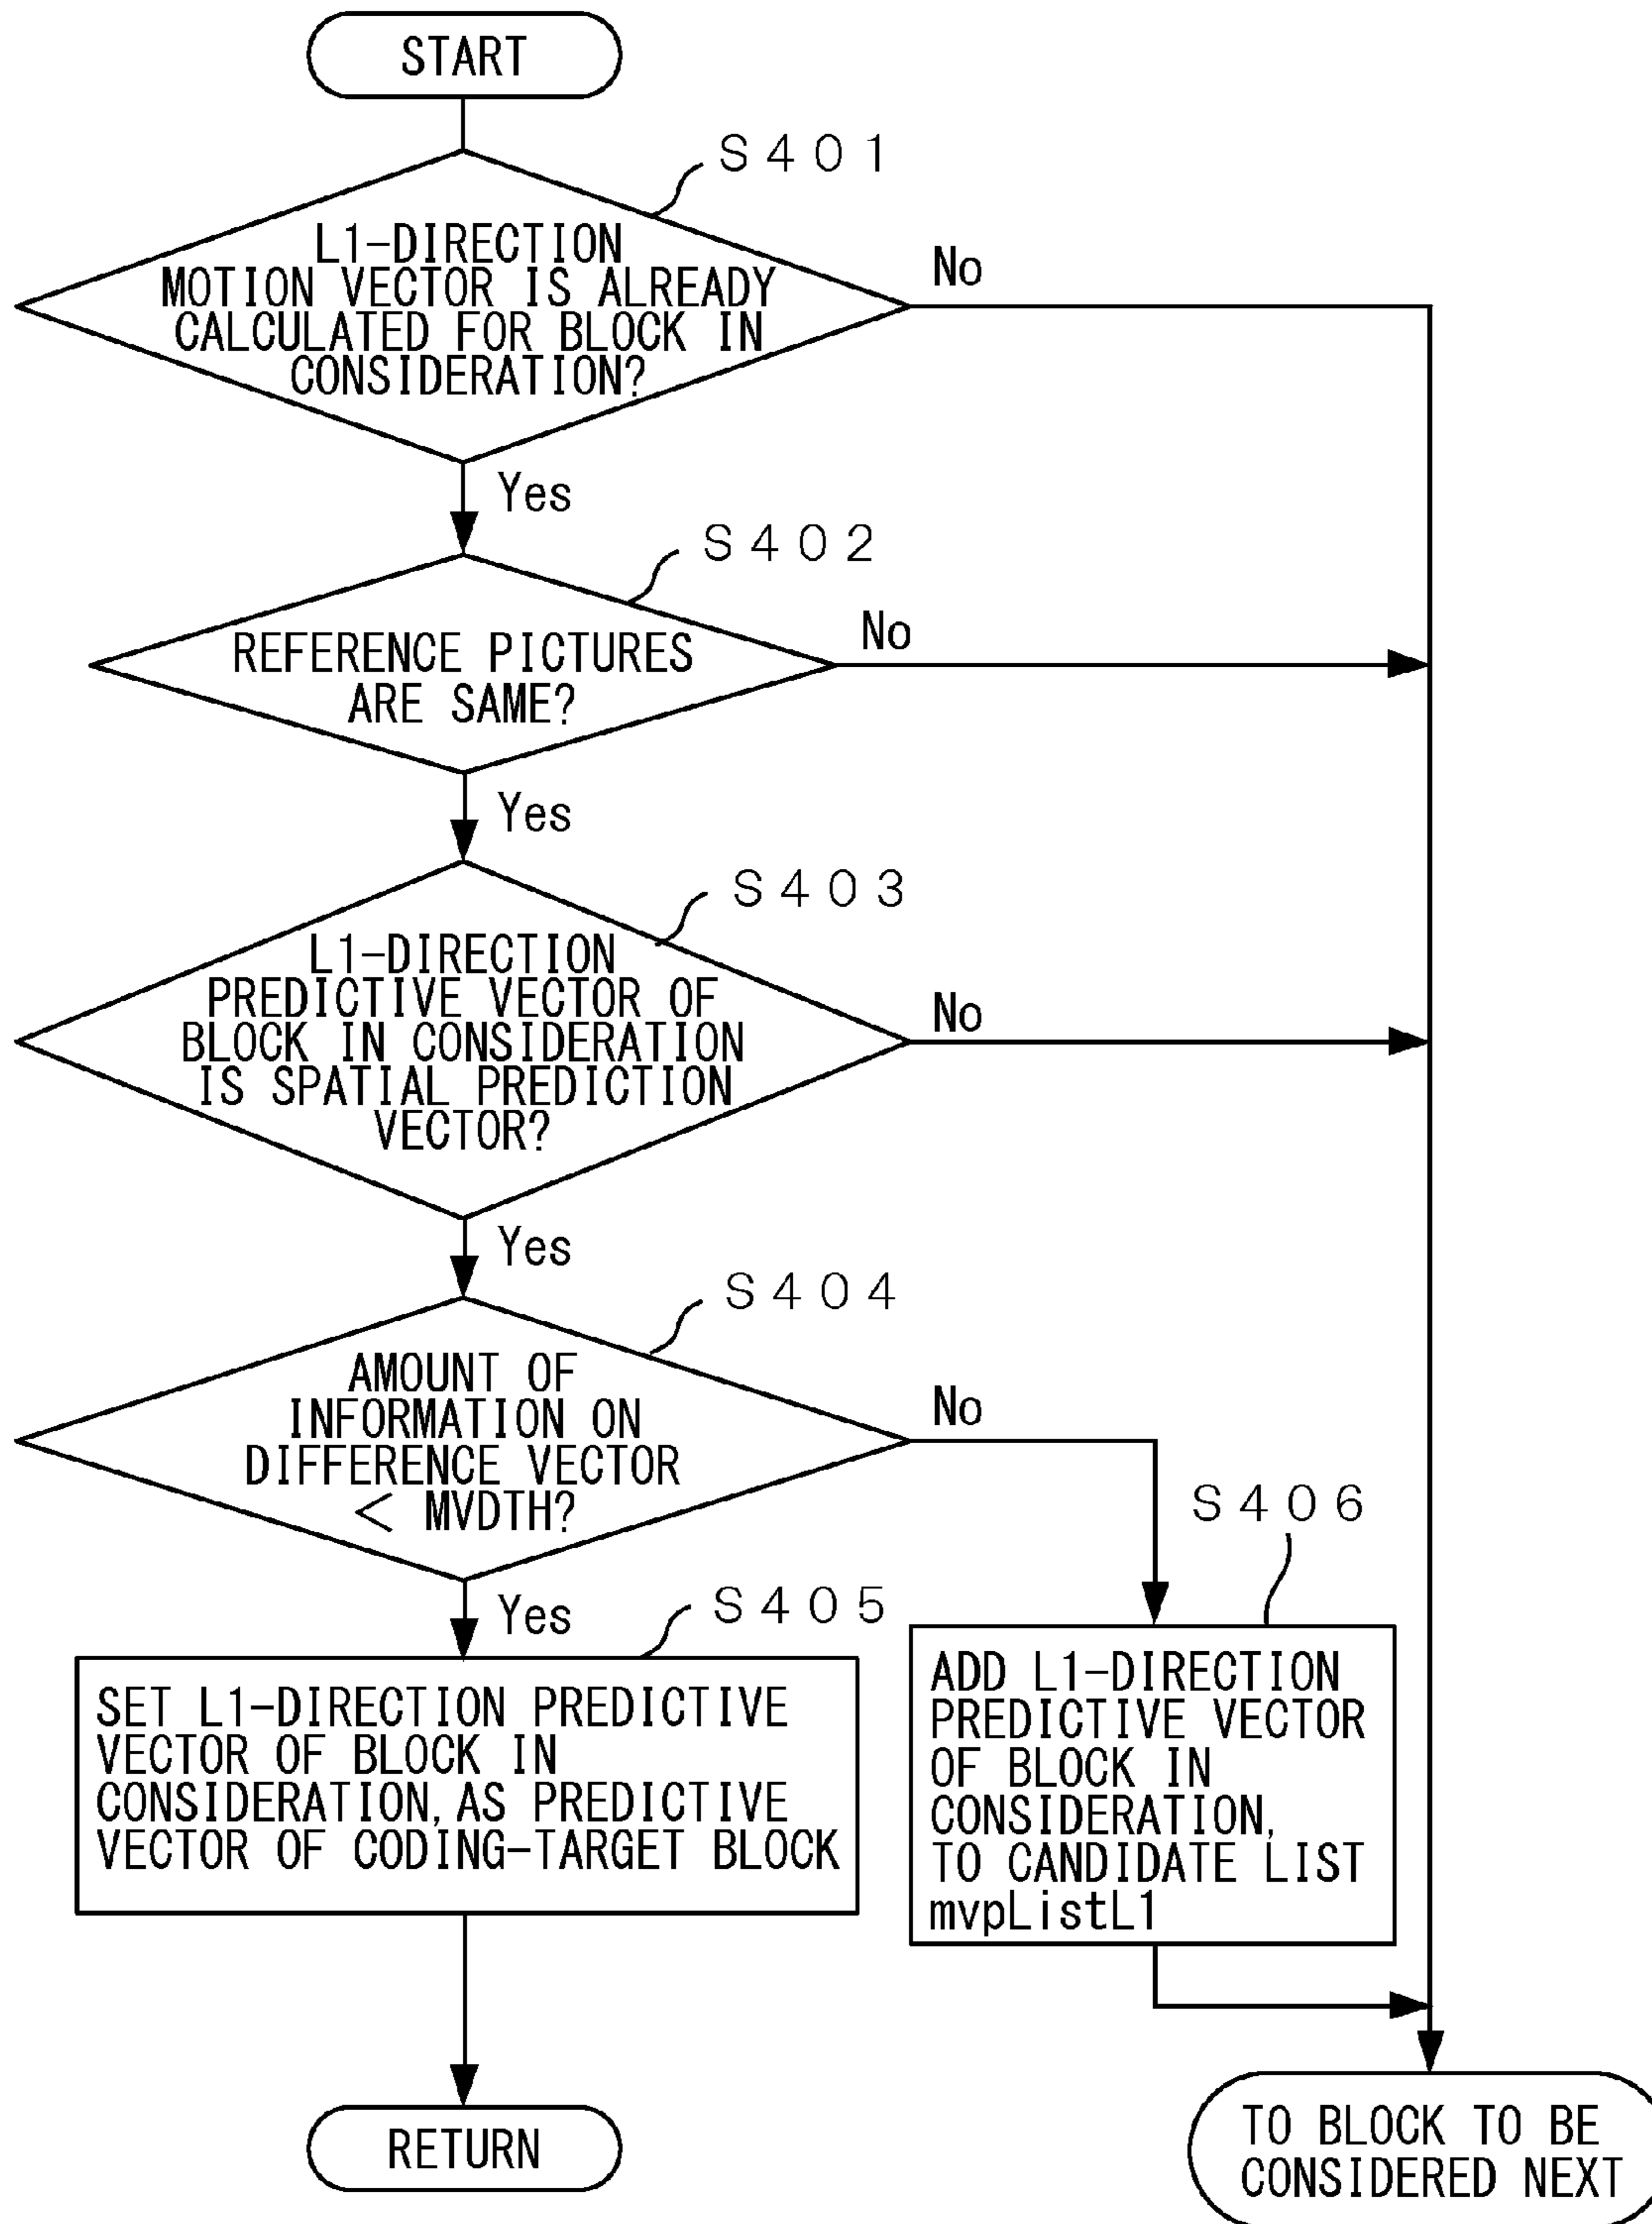 START
S401
L1-DIRECTION
MOTION VECTOR IS ALREADY
CALCULATED FOR BLOCK IN
CONSIDERATION?
No
Yes
S402
REFERENCE PICTURES
ARE SAME?
No
Yes
S403
L1-DIRECTION
PREDICTIVE VECTOR OF
BLOCK IN CONSIDERATION
IS SPATIAL PREDICTION
VECTOR?
No
Yes
S404
AMOUNT OF
INFORMATION ON
DIFFERENCE VECTOR
< MVDTH?
No
Yes
S405
SET L1-DIRECTION PREDICTIVE
VECTOR OF BLOCK IN
CONSIDERATION, AS PREDICTIVE
VECTOR OF CODING-TARGET BLOCK
S406
ADD L1-DIRECTION
PREDICTIVE VECTOR
OF BLOCK IN
CONSIDERATION,
TO CANDIDATE LIST
mvpListL1
RETURN
TO BLOCK TO BE
CONSIDERED NEXT